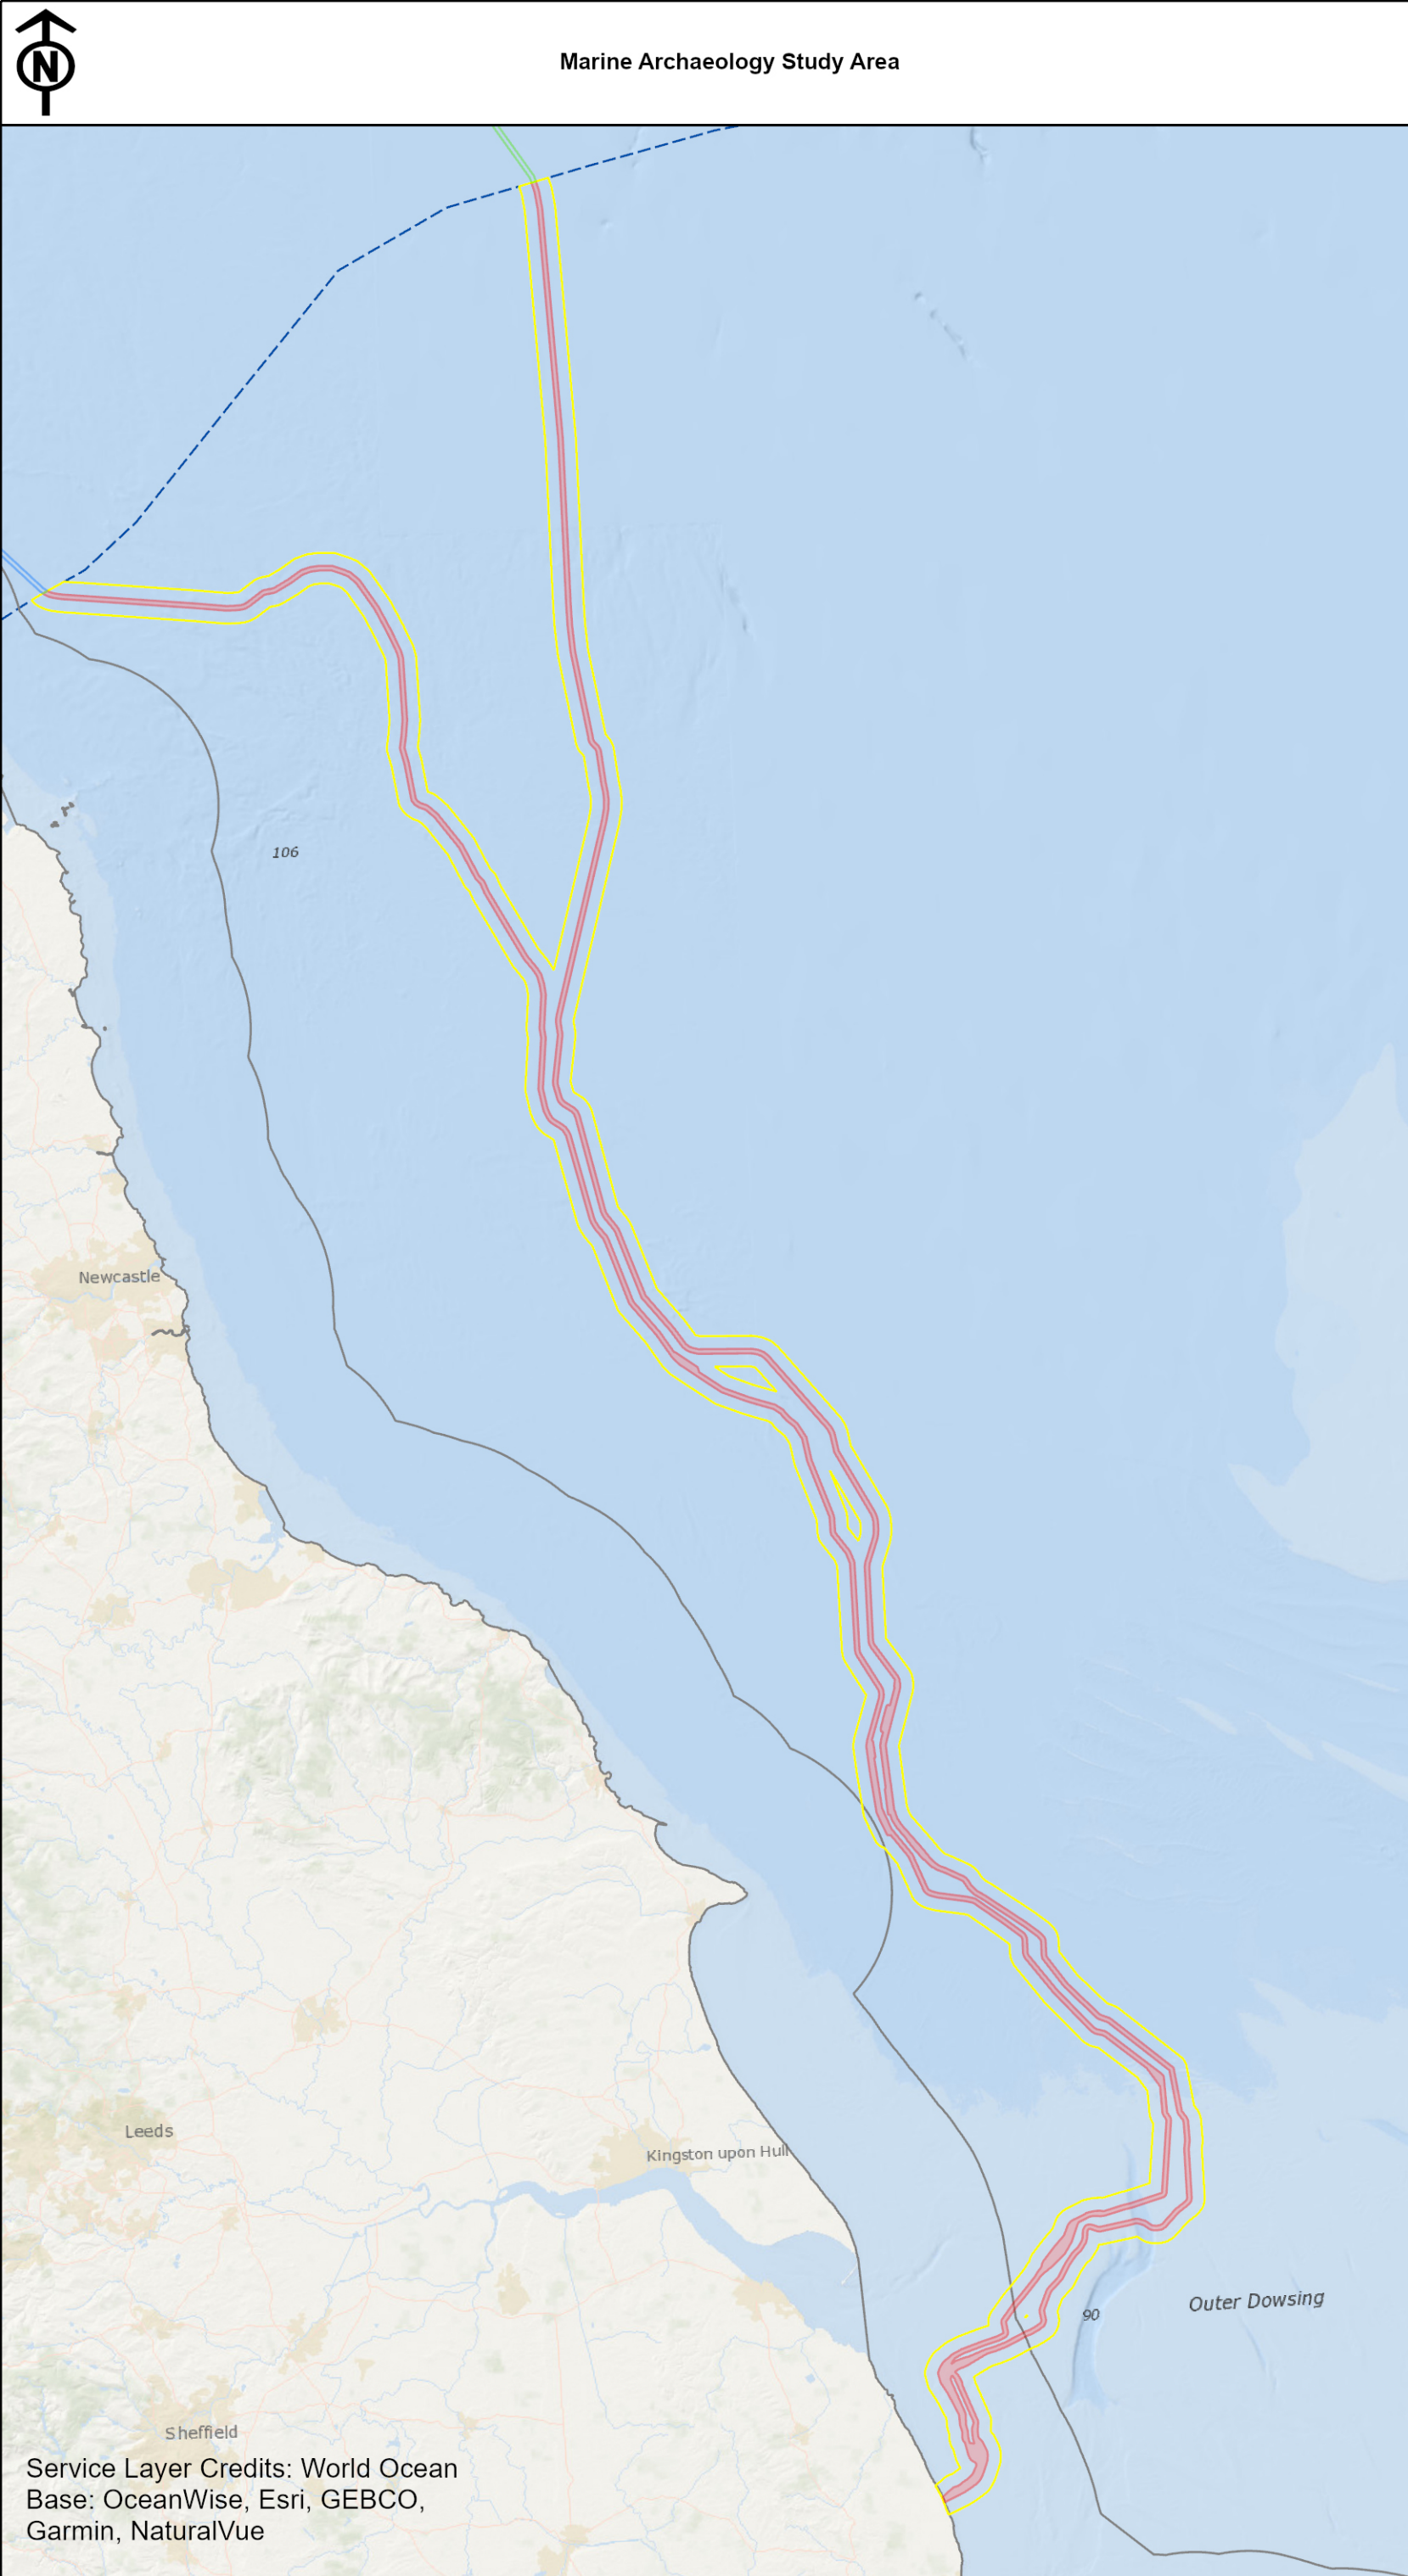 N
Marine Archaeology Study Area
106
Newcastle
Leeds
Kingston upon Hull
Outer Dowsing
90
Sheffield
Service Layer Credits: World Ocean
Base: OceanWise, Esri, GEBCO,
Garmin, NaturalVue